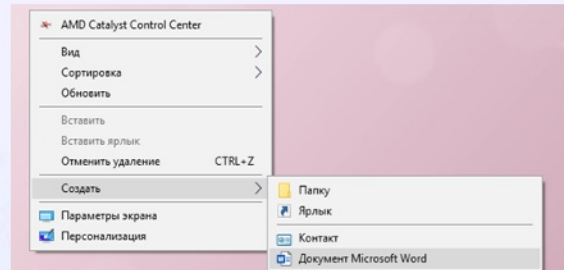 AMD Catalyst Control Center
Вид
Сортировка
Обновить
Вставить
Вставить ярлык
Отменить удаление CTRL+Z
Создать
Папку
Параметры экрана
Ярлык
Персонализация
Контакт
Документ Microsoft Word